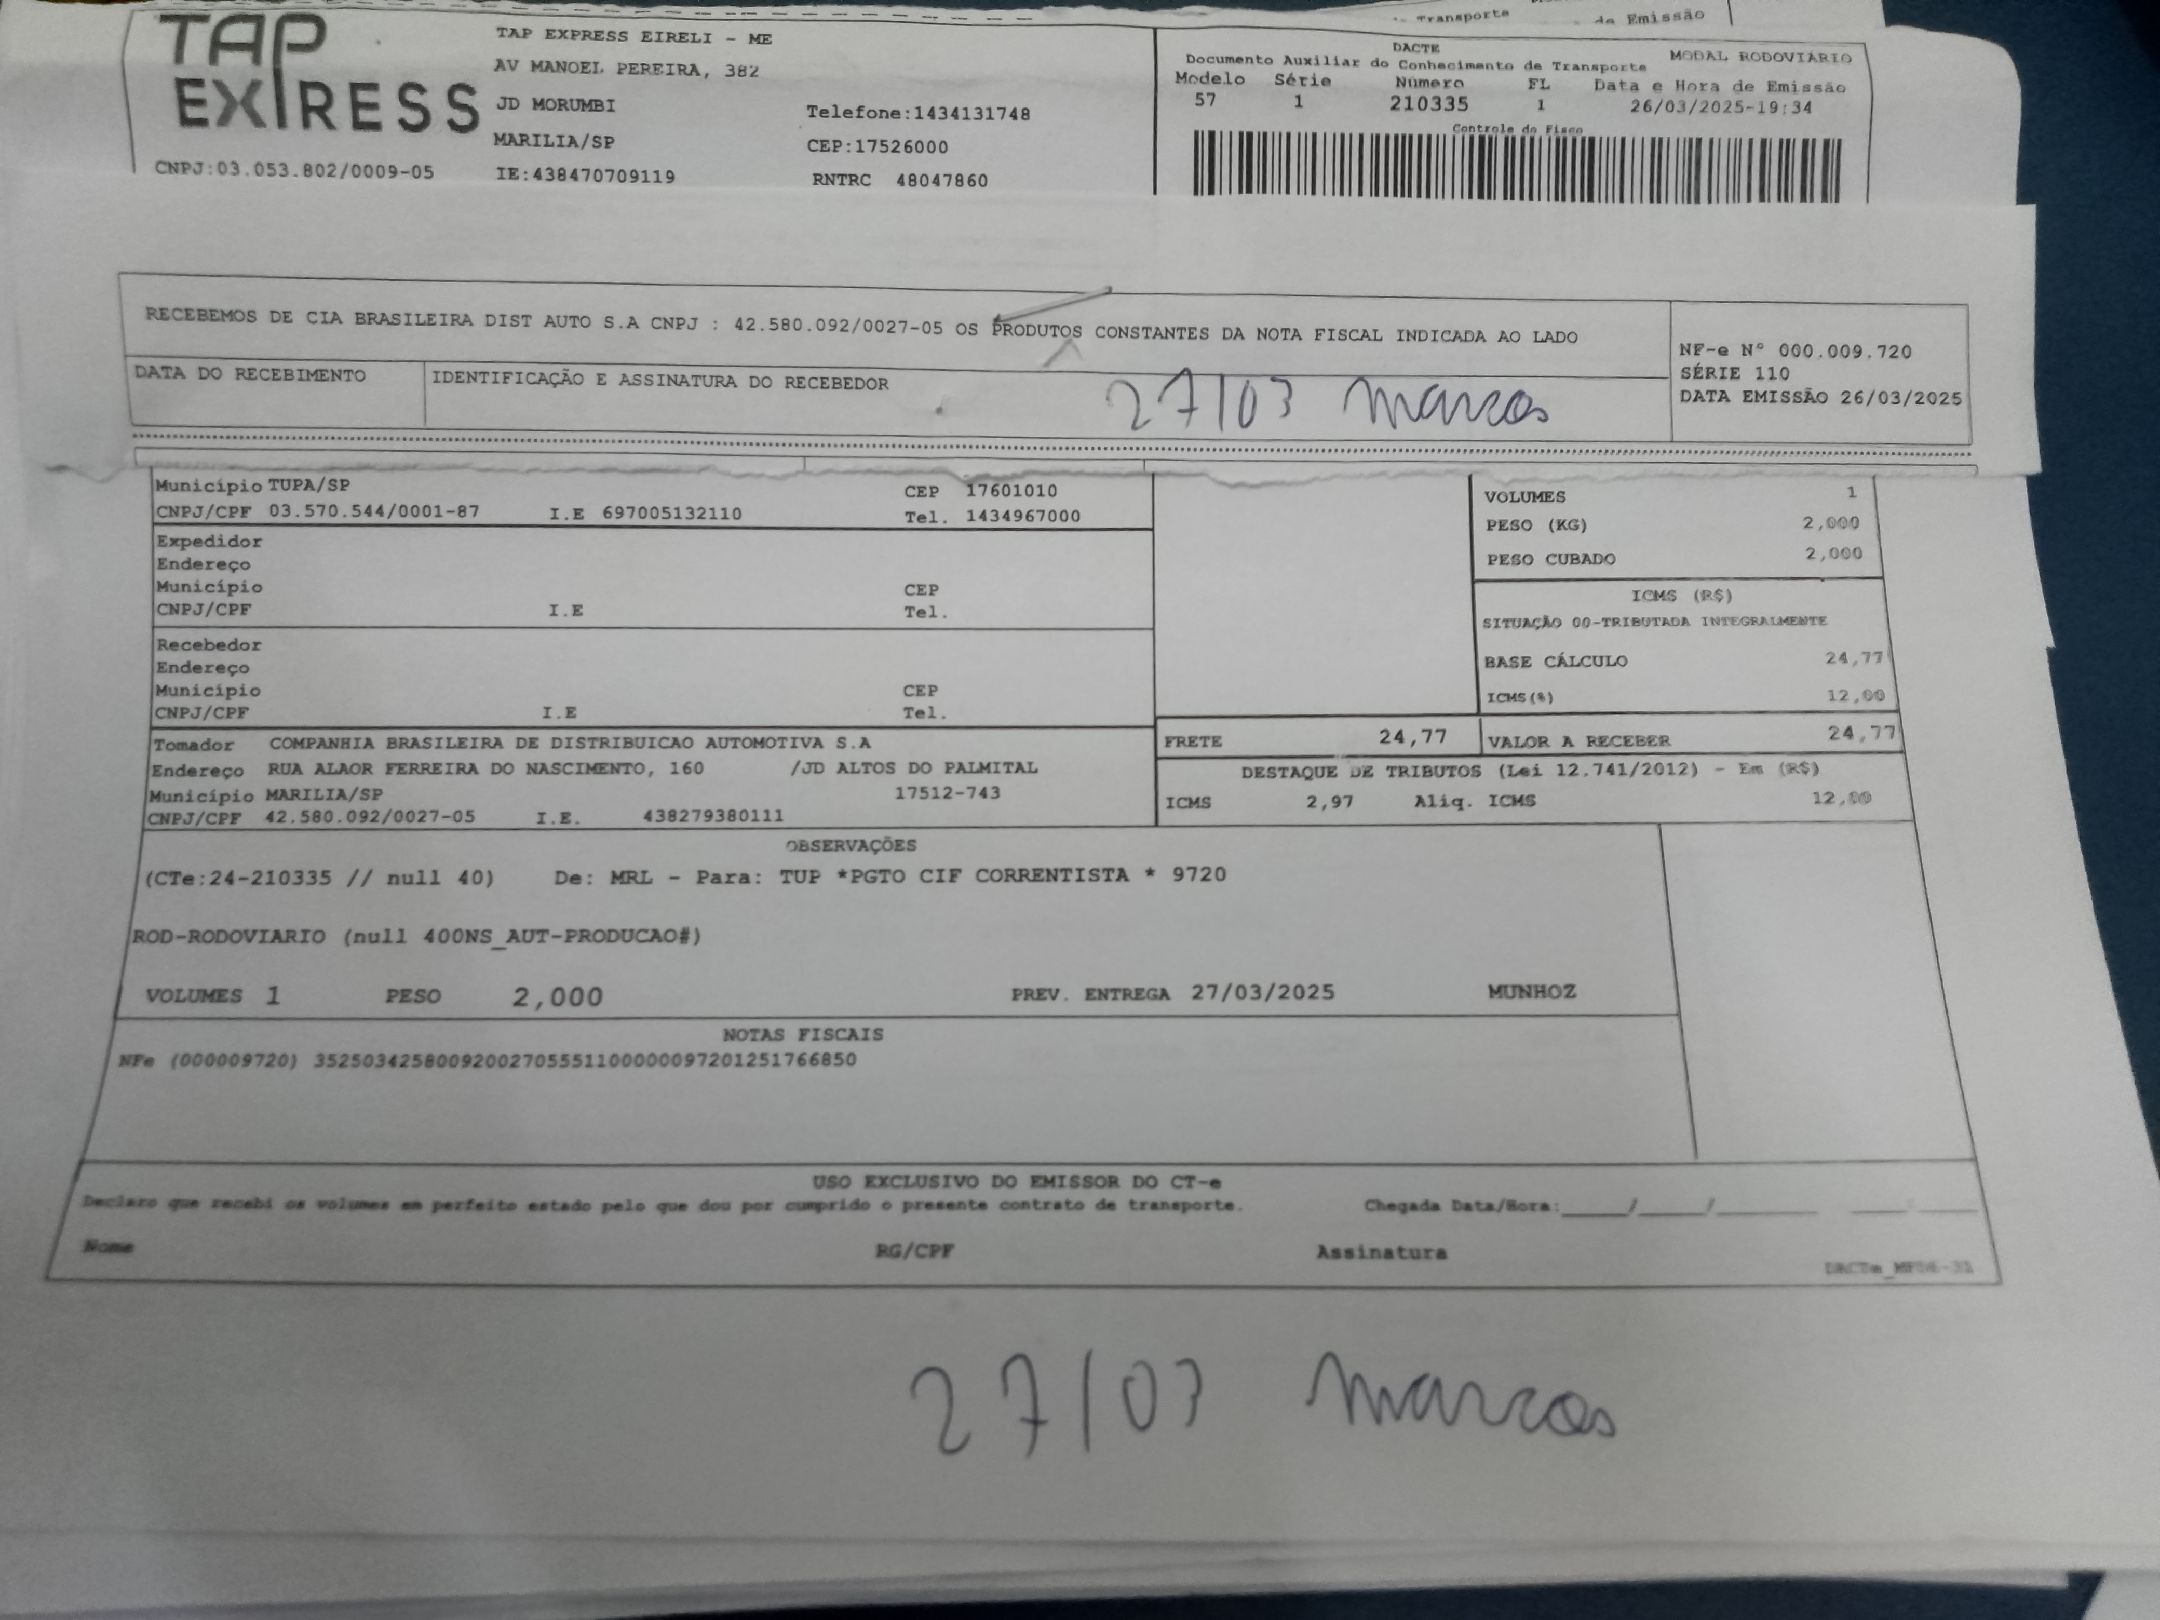 Transporte de Emissão
TAP EXPRESS
TAP EXPRESS EIRELI - ME
AV MANOEL PEREIRA, 382
JD MORUMBI Telefone:1434131748
MARILIA/SP CEP:17526000
CNPJ:03.053.802/0009-05 IE:438470709119 RNTRC 48047860
DACTE MODAL RODOVIÁRIO
Documento Auxiliar do Conhecimento de Transporte
Modelo Série Número FL Data e Hora de Emissão
57 1 210335 1 26/03/2025-19:34
Controle do Fisco
RECEBEMOS DE CIA BRASILEIRA DIST AUTO S.A CNPJ : 42.580.092/0027-05 OS PRODUTOS CONSTANTES DA NOTA FISCAL INDICADA AO LADO
NF-e N° 000.009.720
SÉRIE 110
DATA EMISSÃO 26/03/2025
DATA DO RECEBIMENTO IDENTIFICAÇÃO E ASSINATURA DO RECEBEDOR
27/03 Marcos
Município TUPA/SP CEP 17601010
CNPJ/CPF 03.570.544/0001-87 I.E 697005132110 Tel. 1434967000
Expedidor
Endereço
Município CEP
CNPJ/CPF I.E Tel.
Recebedor
Endereço
Município CEP
CNPJ/CPF I.E Tel.
VOLUMES 1
PESO (KG) 2,000
PESO CUBADO 2,000
ICMS (R$)
SITUAÇÃO 00-TRIBUTADA INTEGRALMENTE
BASE CÁLCULO 24,77
ICMS(%) 12,00
Tomador COMPANHIA BRASILEIRA DE DISTRIBUICAO AUTOMOTIVA S.A
Endereço RUA ALAOR FERREIRA DO NASCIMENTO, 160 /JD ALTOS DO PALMITAL
Município MARILIA/SP 17512-743
CNPJ/CPF 42.580.092/0027-05 I.E. 438279380111
FRETE 24,77 VALOR A RECEBER 24,77
DESTAQUE DE TRIBUTOS (Lei 12.741/2012) - Em (R$)
ICMS 2,97 Aliq. ICMS 12,00
OBSERVAÇÕES
(CTe:24-210335 // null 40) De: MRL - Para: TUP *PGTO CIF CORRENTISTA * 9720
ROD-RODOVIARIO (null 400NS_AUT-PRODUCAO#)
VOLUMES 1 PESO 2,000 PREV. ENTREGA 27/03/2025 MUNHOZ
NOTAS FISCAIS
NFe (000009720) 35250342580092002705551100000097201251766850
USO EXCLUSIVO DO EMISSOR DO CT-e
Declaro que recebi os volumes em perfeito estado pelo que dou por cumprido o presente contrato de transporte. Chegada Data/Hora:_____/_____/________ ____:_____
Nome RG/CPF Assinatura
27/03 Marcos